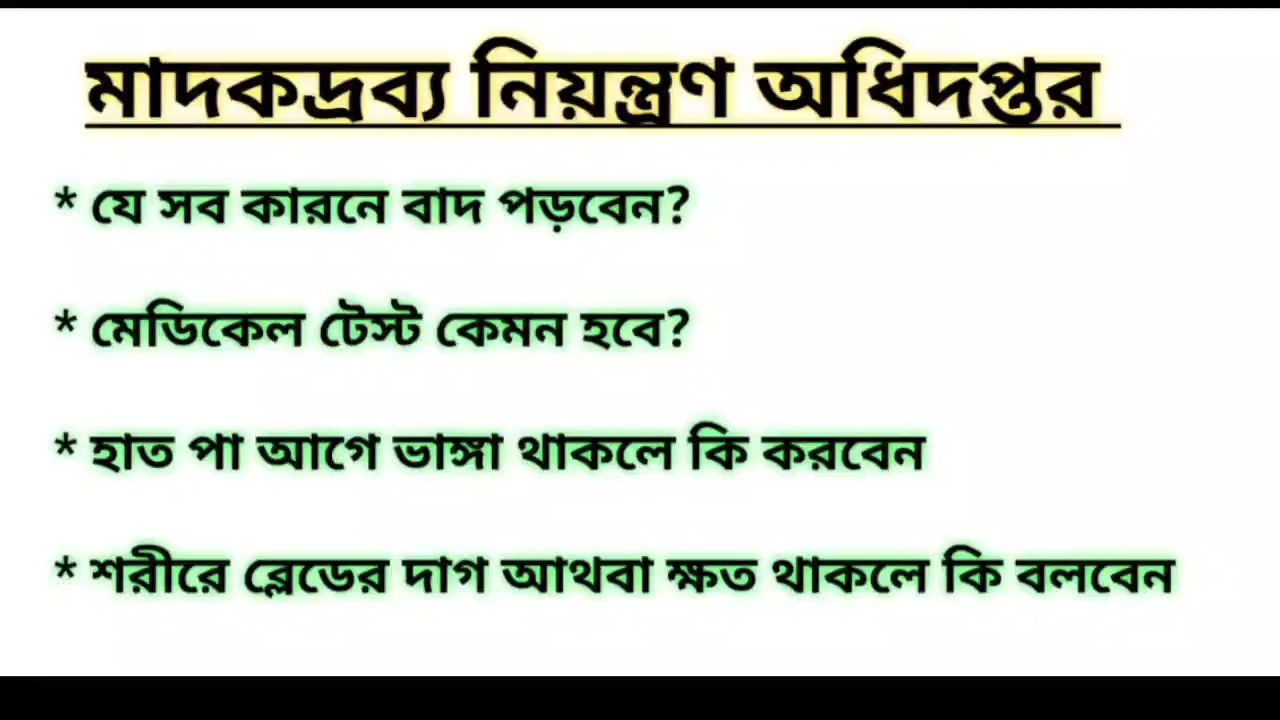 মাদকদ্রব্য নিয়ন্ত্রণ অধিদপ্তর
* যে সব কারনে বাদ পড়বেন?
* মেডিকেল টেস্ট কেমন হবে?
* হাত পা আগে ভাঙ্গা থাকলে কি করবেন
* শরীরে ব্লেডের দাগ আথবা ক্ষত থাকলে কি বলবেন